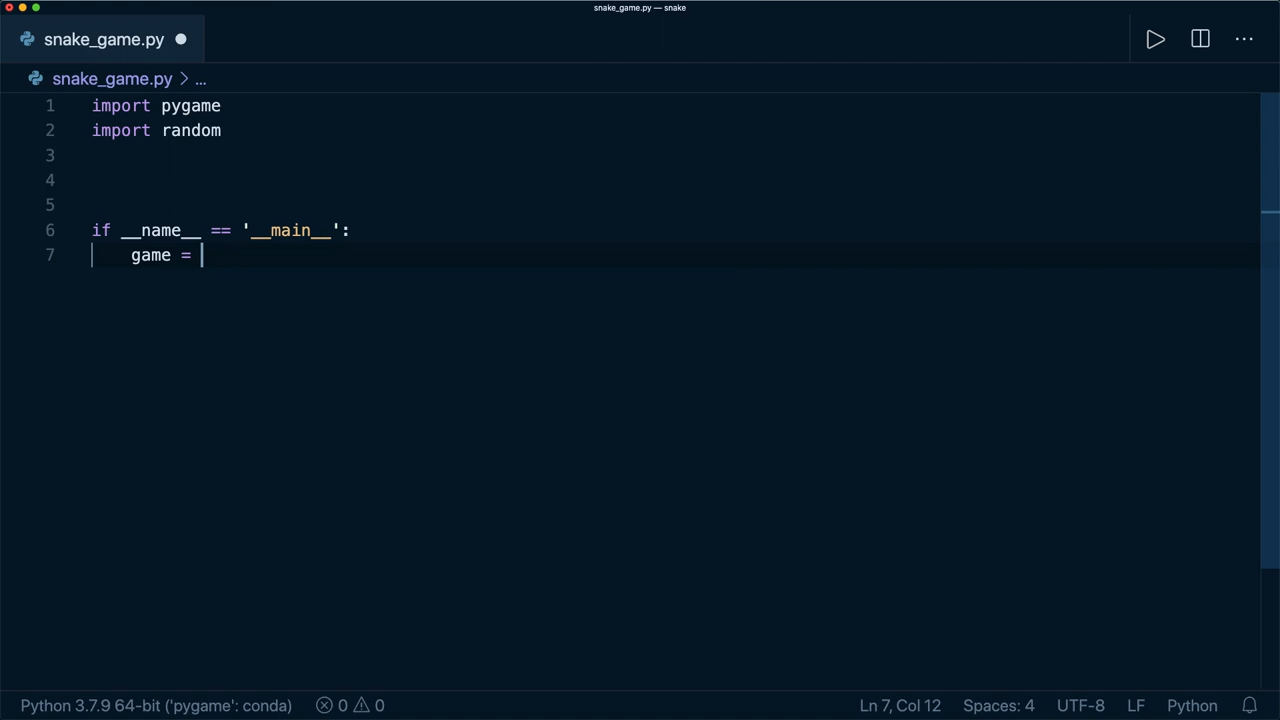 snake_game.py — snake
snake_game.py
snake_game.py > ...
1 import pygame
2 import random
3
4
5
6 if __name__ == '__main__':
7 game =
Python 3.7.9 64-bit ('pygame': conda) 0 0 Ln 7, Col 12 Spaces: 4 UTF-8 LF Python